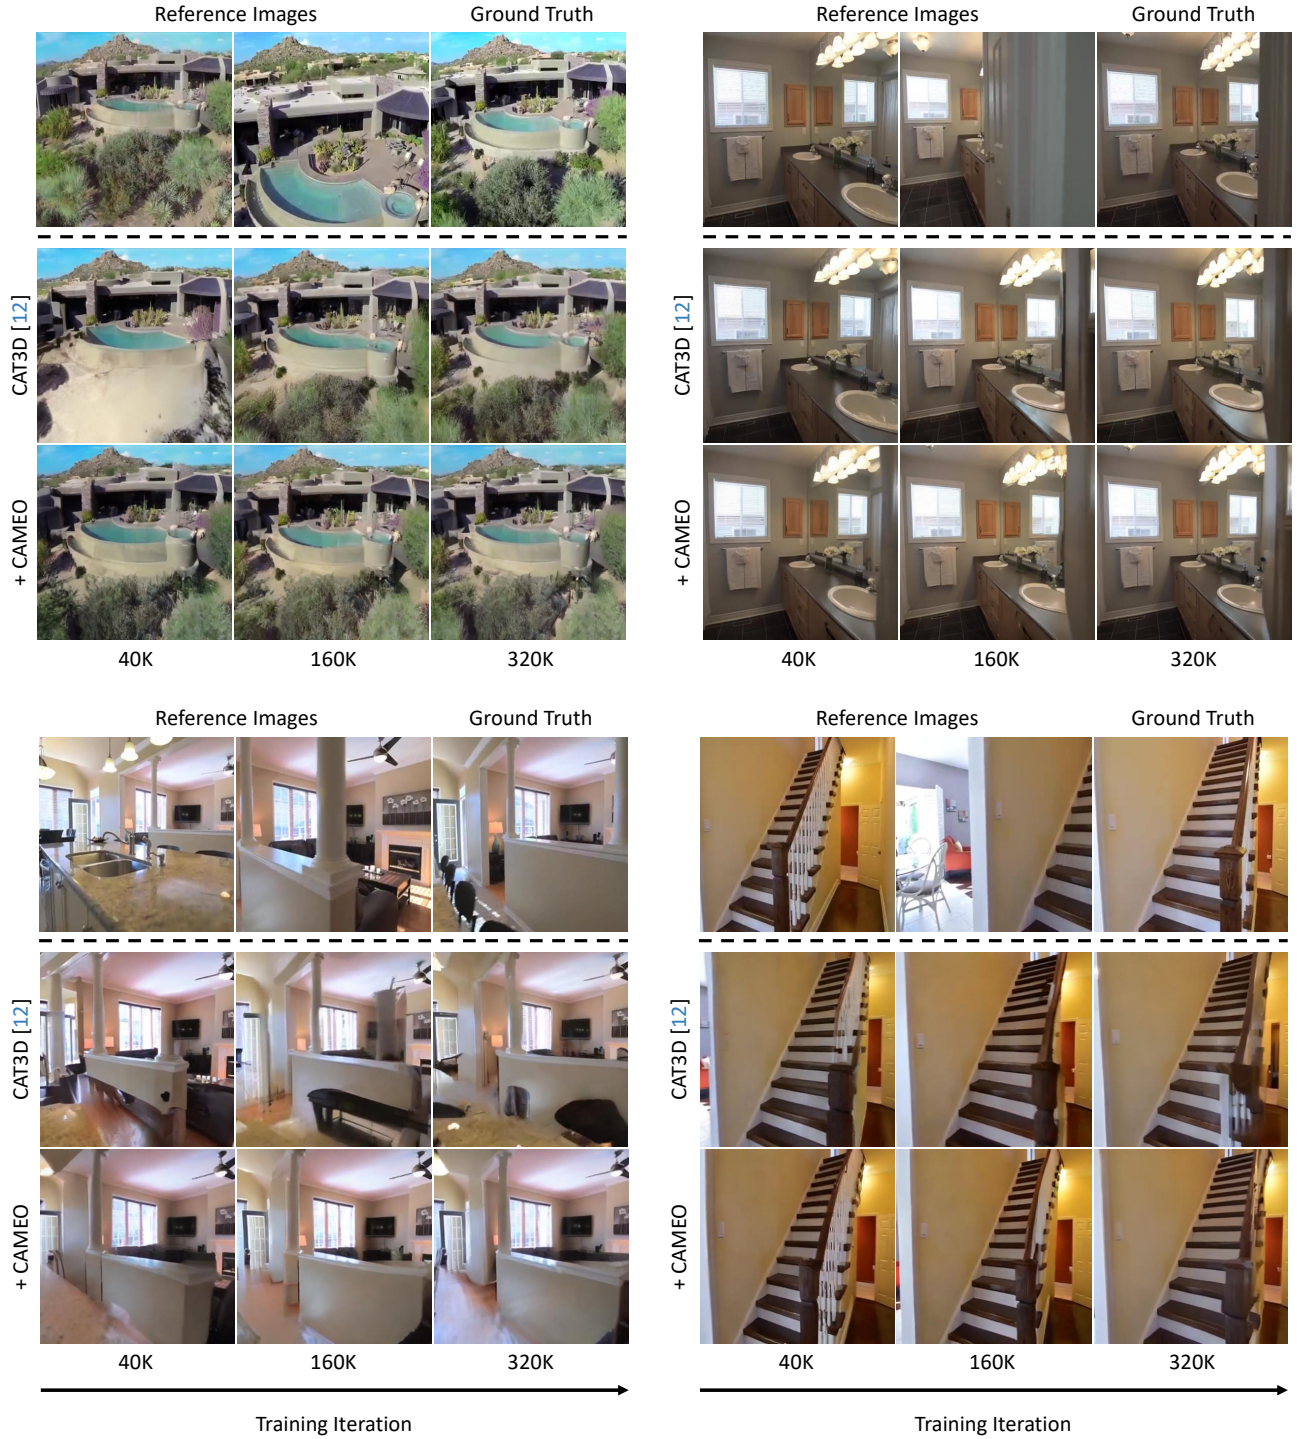 Reference Images Ground Truth Reference Images Ground Truth
CAT3D [12] CAT3D [12]
+ CAMEO + CAMEO
40K 160K 320K 40K 160K 320K
Reference Images Ground Truth Reference Images Ground Truth
CAT3D [12] CAT3D [12]
+ CAMEO + CAMEO
40K 160K 320K 40K 160K 320K
Training Iteration Training Iteration